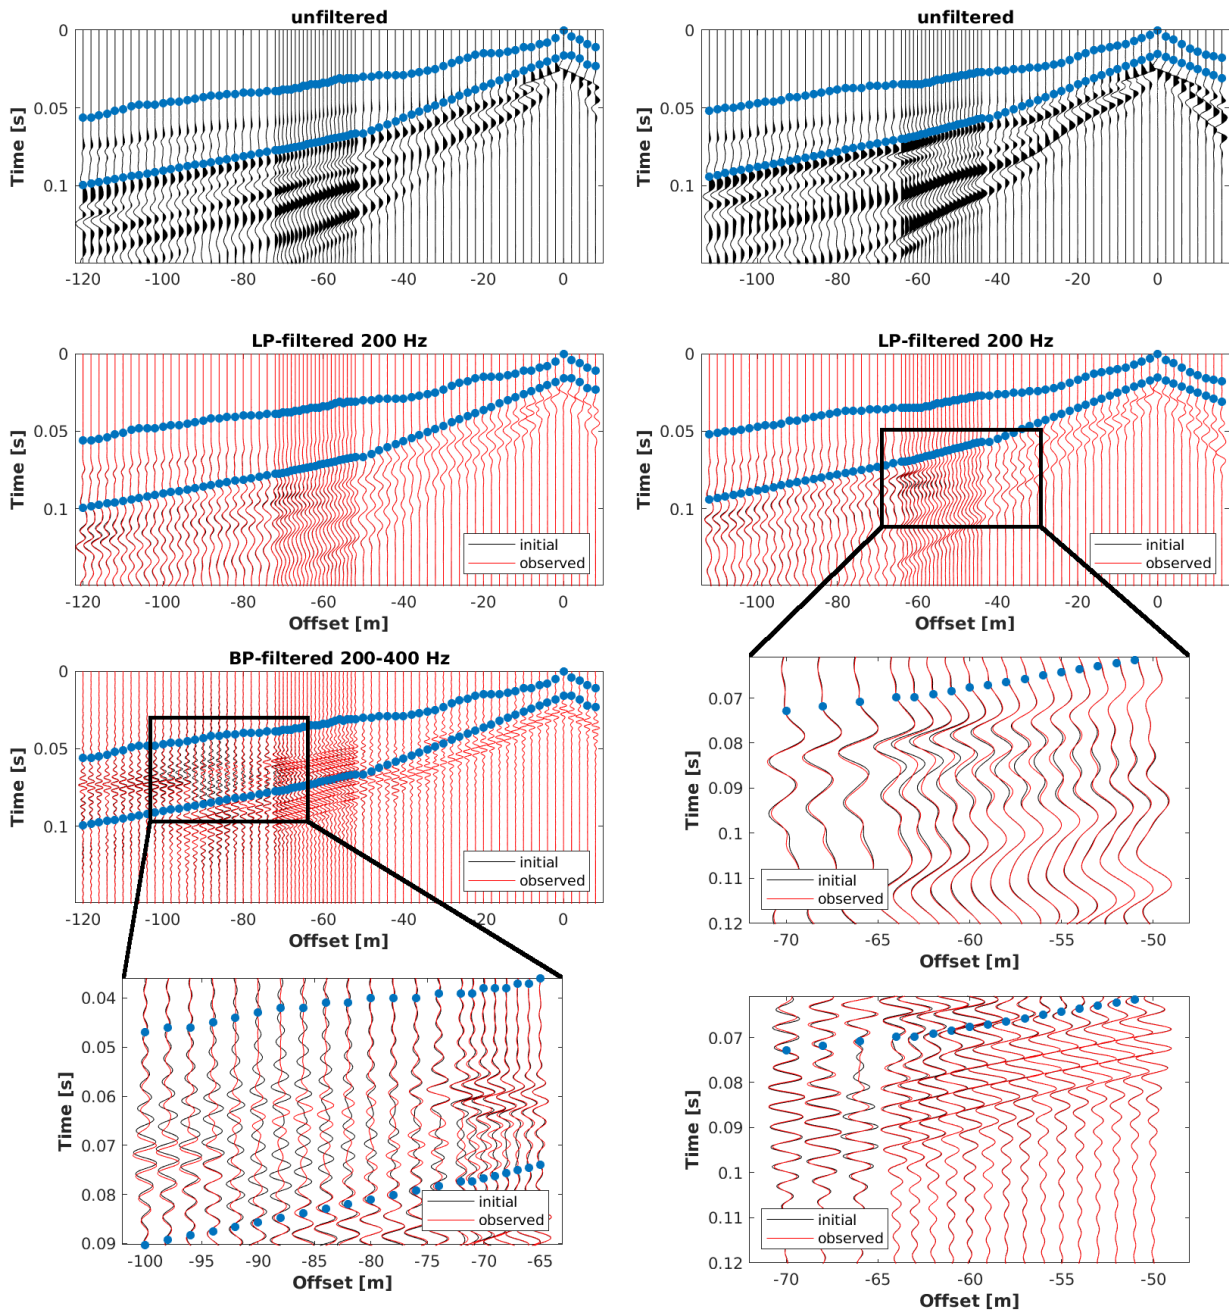 unfiltered
0
0.05
0.1
Time [s]
-120 -100 -80 -60 -40 -20 0
unfiltered
0
0.05
0.1
Time [s]
-100 -80 -60 -40 -20 0
LP-filtered 200 Hz
0
0.05
0.1
Time [s]
initial
observed
-120 -100 -80 -60 -40 -20 0
Offset [m]
LP-filtered 200 Hz
0
0.05
0.1
Time [s]
initial
observed
-100 -80 -60 -40 -20 0
Offset [m]
BP-filtered 200-400 Hz
0
0.05
0.1
Time [s]
initial
observed
-120 -100 -80 -60 -40 -20 0
Offset [m]
0.07
0.08
0.09
0.1
0.11
0.12
Time [s]
initial
observed
-70 -65 -60 -55 -50
Offset [m]
0.04
0.05
0.06
0.07
0.08
0.09
Time [s]
initial
observed
-100 -95 -90 -85 -80 -75 -70 -65
Offset [m]
0.07
0.08
0.09
0.1
0.11
0.12
Time [s]
initial
observed
-70 -65 -60 -55 -50
Offset [m]